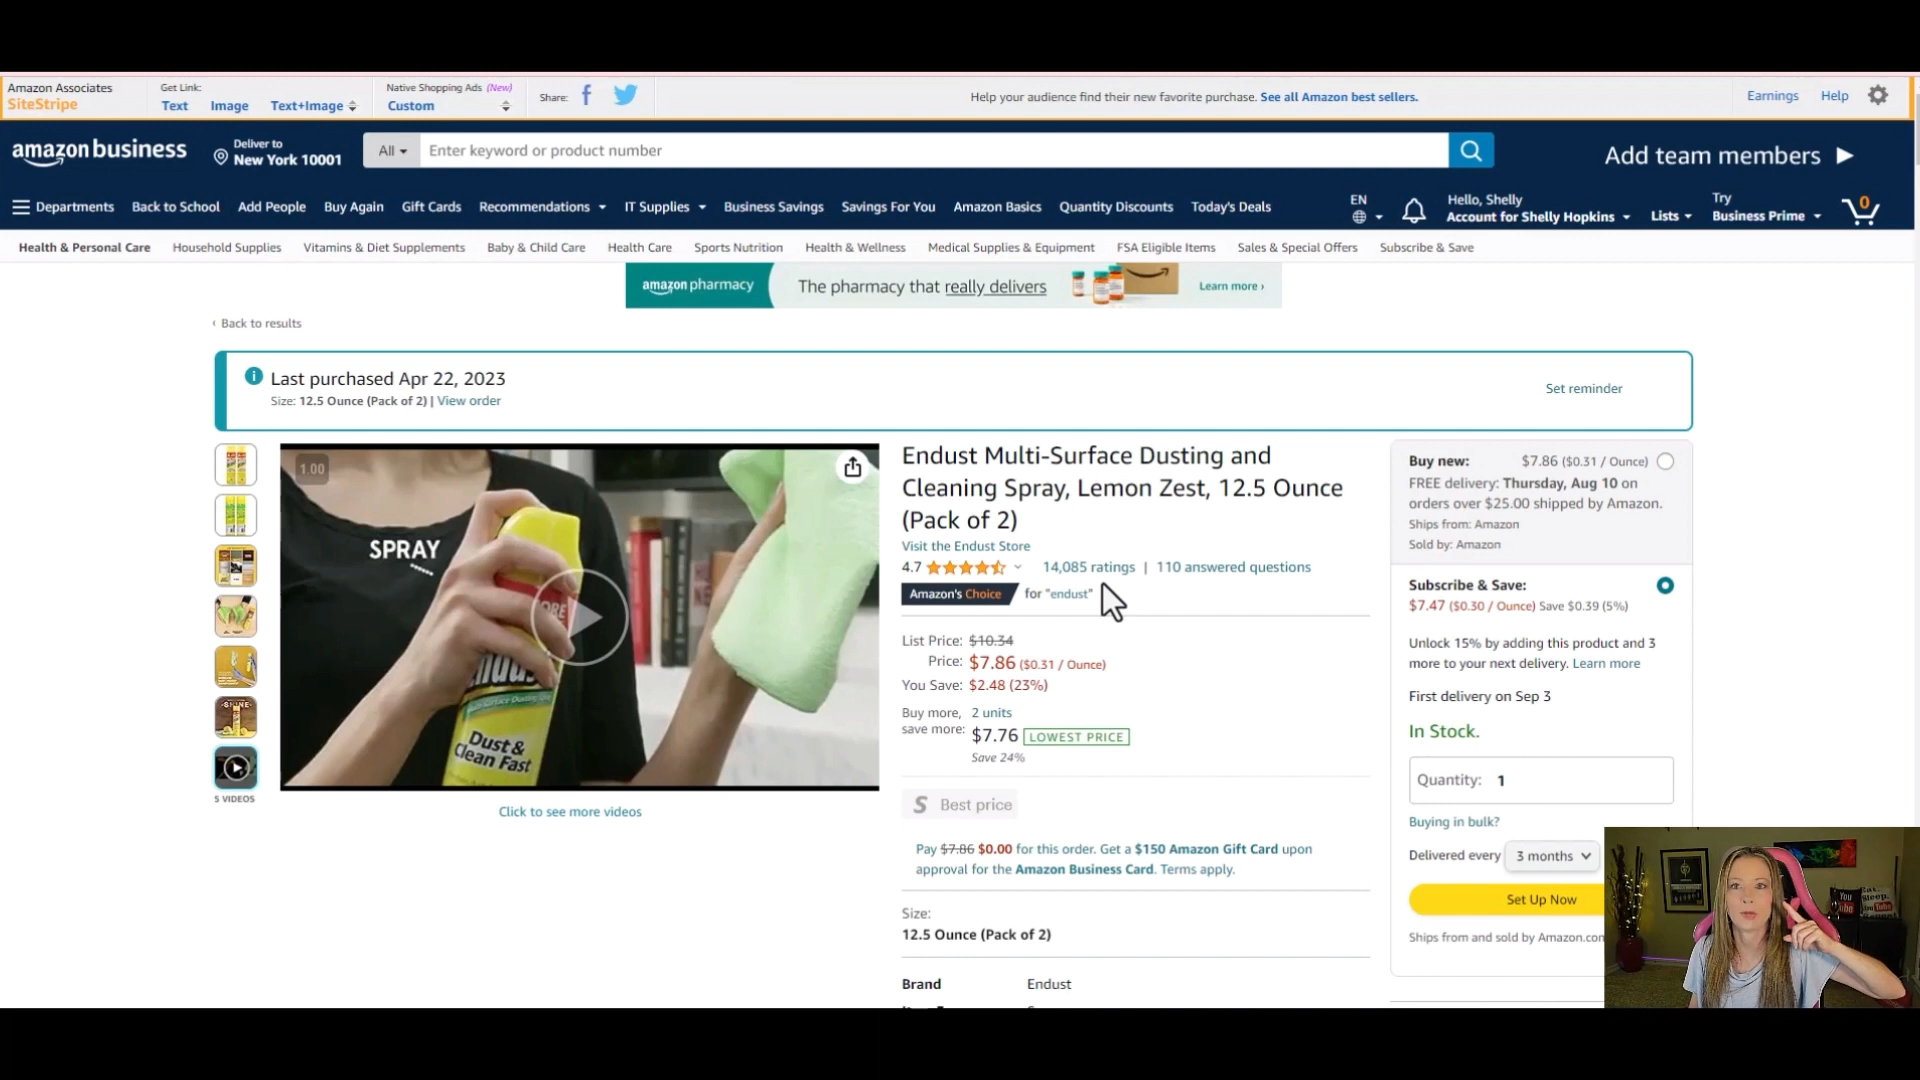 Amazon Associates
SiteStripe
Get Link:
Text Image Text+Image
Native Shopping Ads (New)
Custom
Share:
Help your audience find their new favorite purchase. See all Amazon best sellers.
Earnings Help
amazon business
Deliver to
New York 10001
All
Enter keyword or product number
Add team members
Departments Back to School Add People Buy Again Gift Cards Recommendations IT Supplies Business Savings Savings For You Amazon Basics Quantity Discounts Today's Deals
EN
Hello, Shelly
Account for Shelly Hopkins
Lists
Try
Business Prime
0
Health & Personal Care Household Supplies Vitamins & Diet Supplements Baby & Child Care Health Care Sports Nutrition Health & Wellness Medical Supplies & Equipment FSA Eligible Items Sales & Special Offers Subscribe & Save
amazon pharmacy
The pharmacy that really delivers
Learn more ›
‹ Back to results
Last purchased Apr 22, 2023
Size: 12.5 Ounce (Pack of 2) | View order
Set reminder
5 VIDEOS
1.00
SPRAY
Dust &
Clean Fast
Click to see more videos
Endust Multi-Surface Dusting and
Cleaning Spray, Lemon Zest, 12.5 Ounce
(Pack of 2)
Visit the Endust Store
4.7 14,085 ratings | 110 answered questions
Amazon's Choice for "endust"
List Price: $10.34
Price: $7.86 ($0.31 / Ounce)
You Save: $2.48 (23%)
Buy more,
save more:
2 units
$7.76 LOWEST PRICE
Save 24%
S Best price
Pay $7.86 $0.00 for this order. Get a $150 Amazon Gift Card upon
approval for the Amazon Business Card. Terms apply.
Size:
12.5 Ounce (Pack of 2)
Brand Endust
Buy new: $7.86 ($0.31 / Ounce)
FREE delivery: Thursday, Aug 10 on
orders over $25.00 shipped by Amazon.
Ships from: Amazon
Sold by: Amazon
Subscribe & Save:
$7.47 ($0.30 / Ounce) Save $0.39 (5%)
Unlock 15% by adding this product and 3
more to your next delivery. Learn more
First delivery on Sep 3
In Stock.
Quantity: 1
Buying in bulk?
Delivered every 3 months
Set Up Now
Ships from and sold by Amazon.com
You
Tube
Eat.
Sleep.